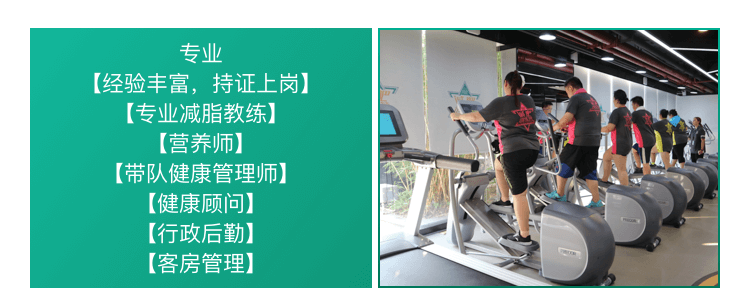 专业
【经验丰富，持证上岗】
【专业减脂教练】
【营养师】
【带队健康管理师】
【健康顾问】
【行政后勤】
【客房管理】